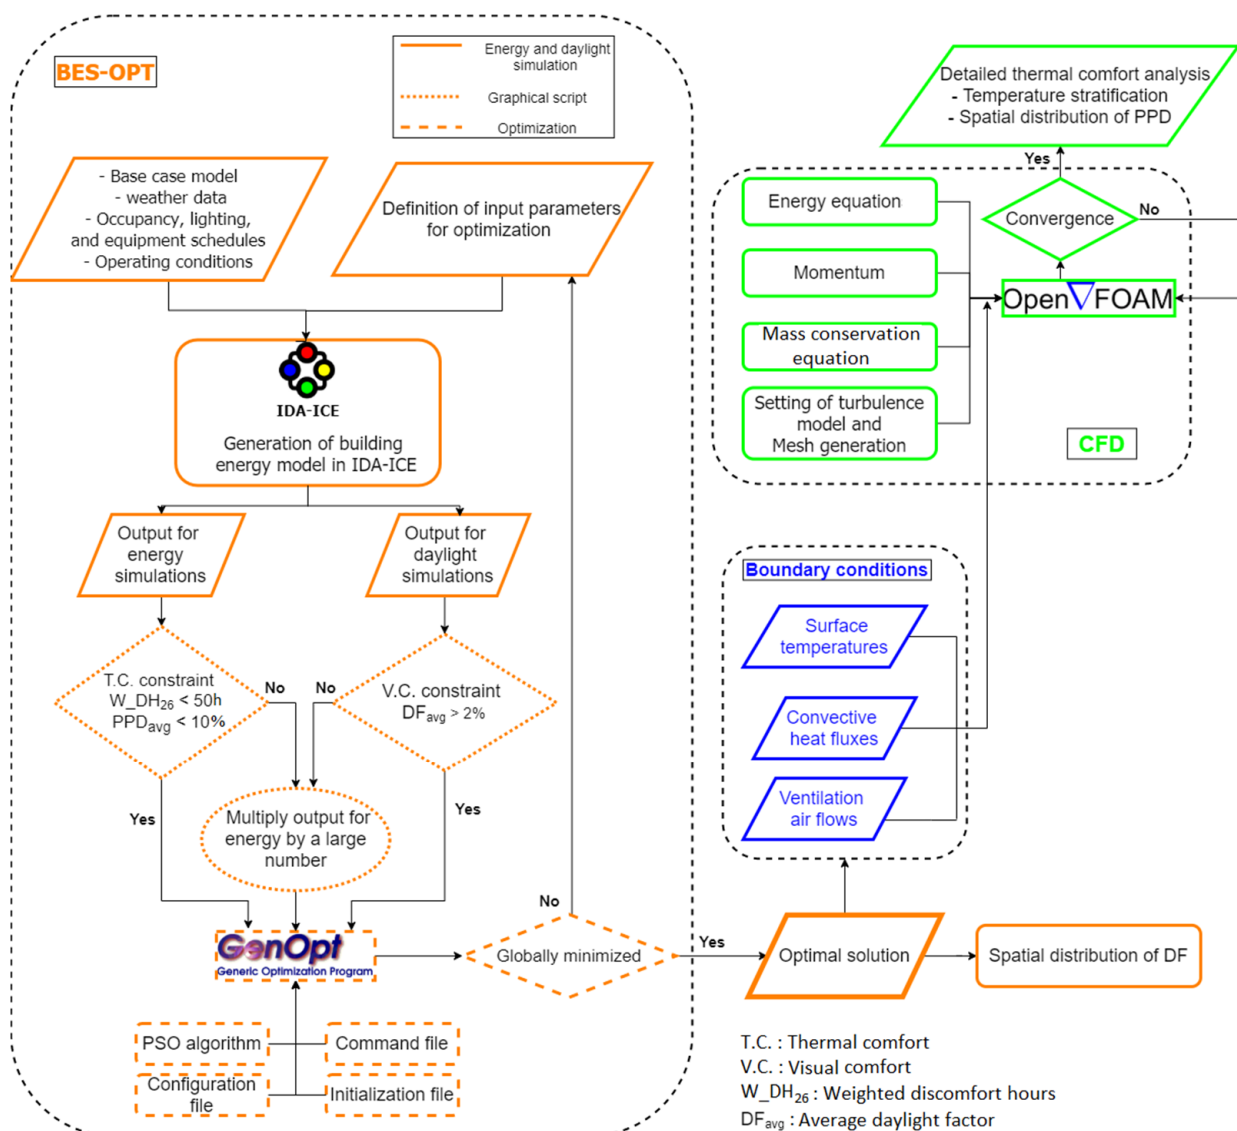 BES-OPT
Energy and daylight
simulation
Graphical script
Optimization
- Base case model
- weather data
- Occupancy, lighting,
and equipment schedules
- Operating conditions
Definition of input parameters
for optimization
IDA-ICE
Generation of building
energy model in IDA-ICE
Output for
energy
simulations
Output for
daylight
simulations
T.C. constraint
W_DH26 < 50h
PPDavg < 10%
No
No
V.C. constraint
DFavg > 2%
Yes
Multiply output for
energy by a large
number
Yes
GenOpt
Generic Optimization Program
Globally minimized
No
Yes
PSO algorithm
Command file
Configuration
file
Initialization file
Optimal solution
Spatial distribution of DF
Boundary conditions
Surface
temperatures
Convective
heat fluxes
Ventilation
air flows
Detailed thermal comfort analysis
- Temperature stratification
- Spatial distribution of PPD
Yes
Convergence
No
Energy equation
Momentum
Mass conservation
equation
Setting of turbulence
model and
Mesh generation
Open▽FOAM
CFD
T.C. : Thermal comfort
V.C. : Visual comfort
W_DH26 : Weighted discomfort hours
DFavg : Average daylight factor